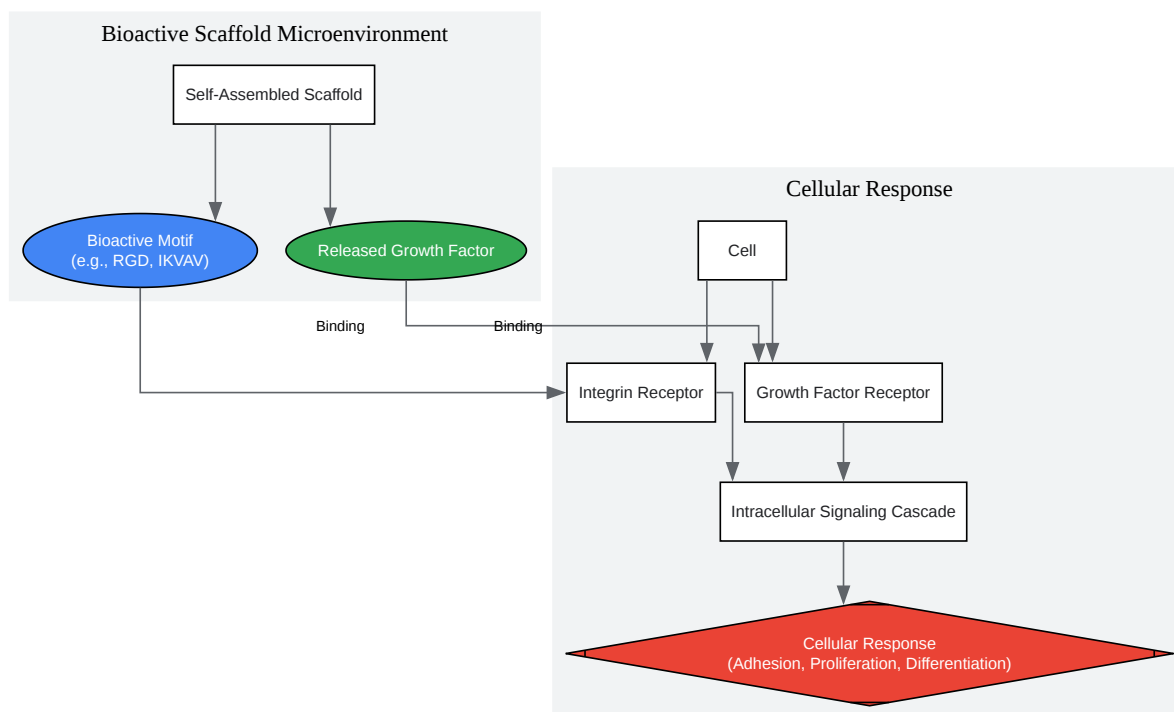 Bioactive Scaffold Microenvironment
Self-Assembled Scaffold
Bioactive Motif
(e.g., RGD, IKVAV)
Released Growth Factor
Cellular Response
Cell
Binding
Binding
Integrin Receptor
Growth Factor Receptor
Intracellular Signaling Cascade
Cellular Response
(Adhesion, Proliferation, Differentiation)